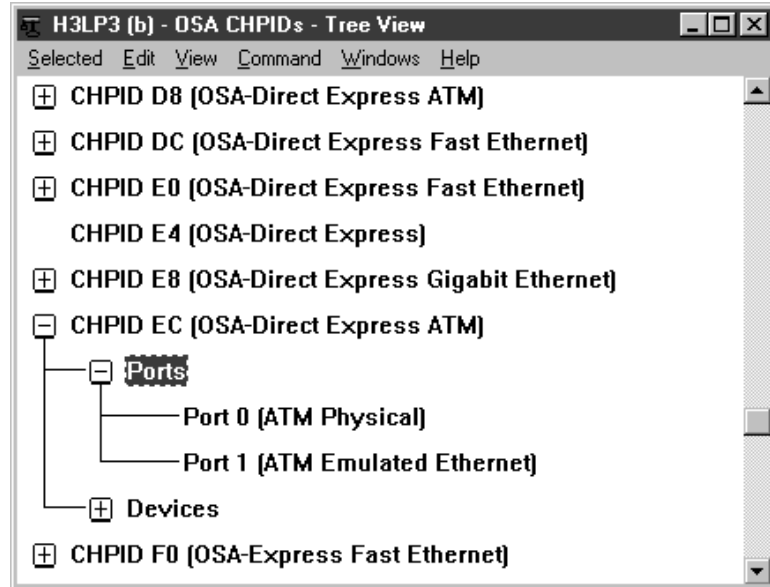 H3LP3 (b) - OSA CHPIDs - Tree View
Selected Edit View Command Windows Help
CHPID D8 (OSA-Direct Express ATM)
CHPID DC (OSA-Direct Express Fast Ethernet)
CHPID E0 (OSA-Direct Express Fast Ethernet)
CHPID E4 (OSA-Direct Express)
CHPID E8 (OSA-Direct Express Gigabit Ethernet)
CHPID EC (OSA-Direct Express ATM)
Ports
Port 0 (ATM Physical)
Port 1 (ATM Emulated Ethernet)
Devices
CHPID F0 (OSA-Express Fast Ethernet)